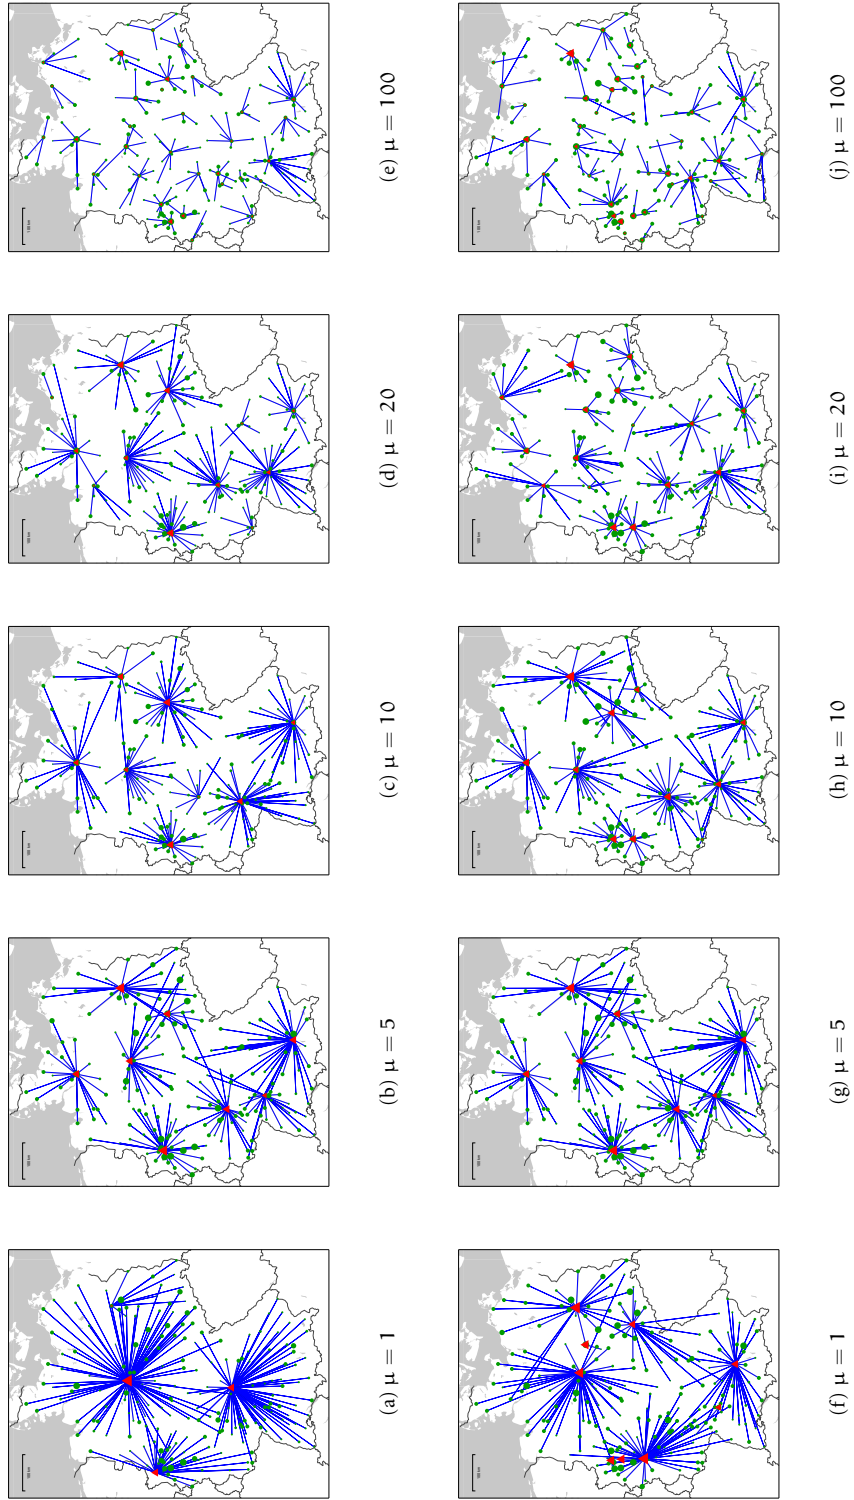 (a) μ = 1
(b) μ = 5
(c) μ = 10
(d) μ = 20
(e) μ = 100
(f) μ = 1
(g) μ = 5
(h) μ = 10
(i) μ = 20
(j) μ = 100